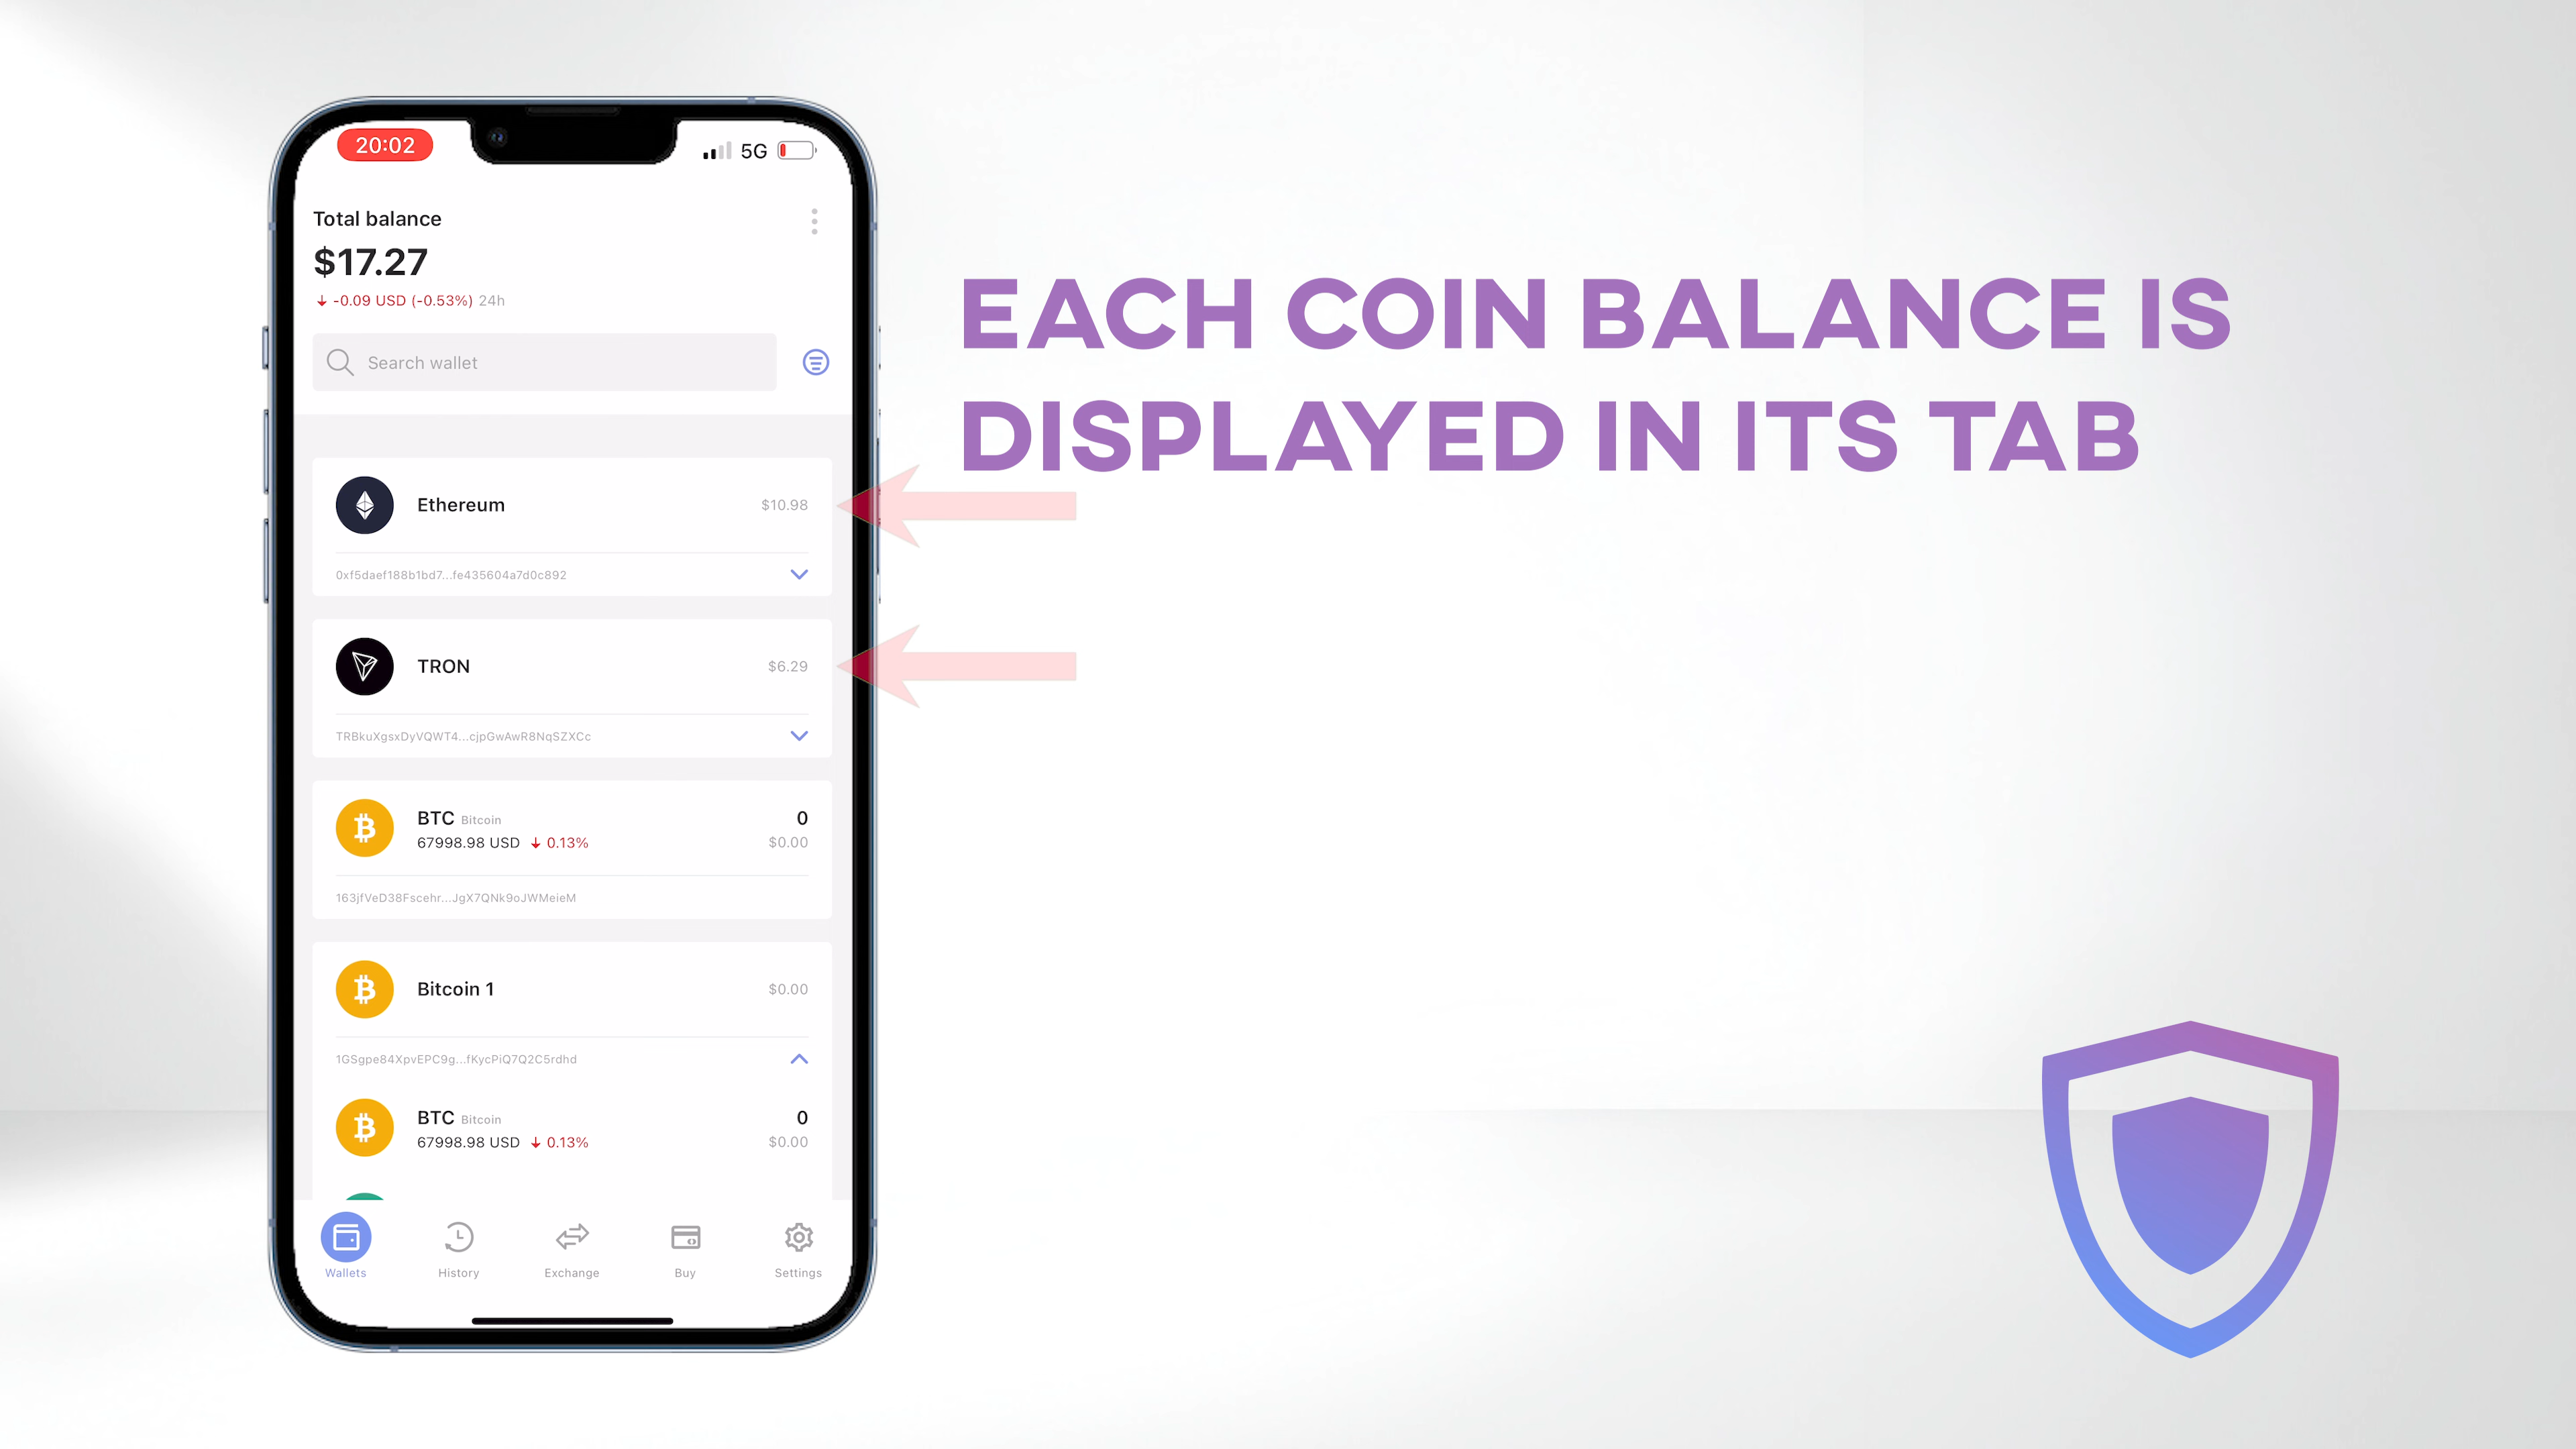 20:02
5G
Total balance
$17.27
-0.09 USD (-0.53%) 24h
Search wallet
EACH COIN BALANCE IS
DISPLAYED IN ITS TAB
Ethereum
$10.98
0xf5daef188b1bd7...fe435604a7d0c892
TRON
$6.29
TRBkuXgsxDyVQWT4...cjpGwAwR8NqSZXCc
BTC Bitcoin
0
67998.98 USD 0.13%
$0.00
163jfVeD38Fscehr...JgX7QNk9oJWMeieM
Bitcoin 1
$0.00
1GSgpe84XpvEPC9g...fKycPiQ7Q2C5rdhd
BTC Bitcoin
0
67998.98 USD 0.13%
$0.00
Wallets
History
Exchange
Buy
Settings